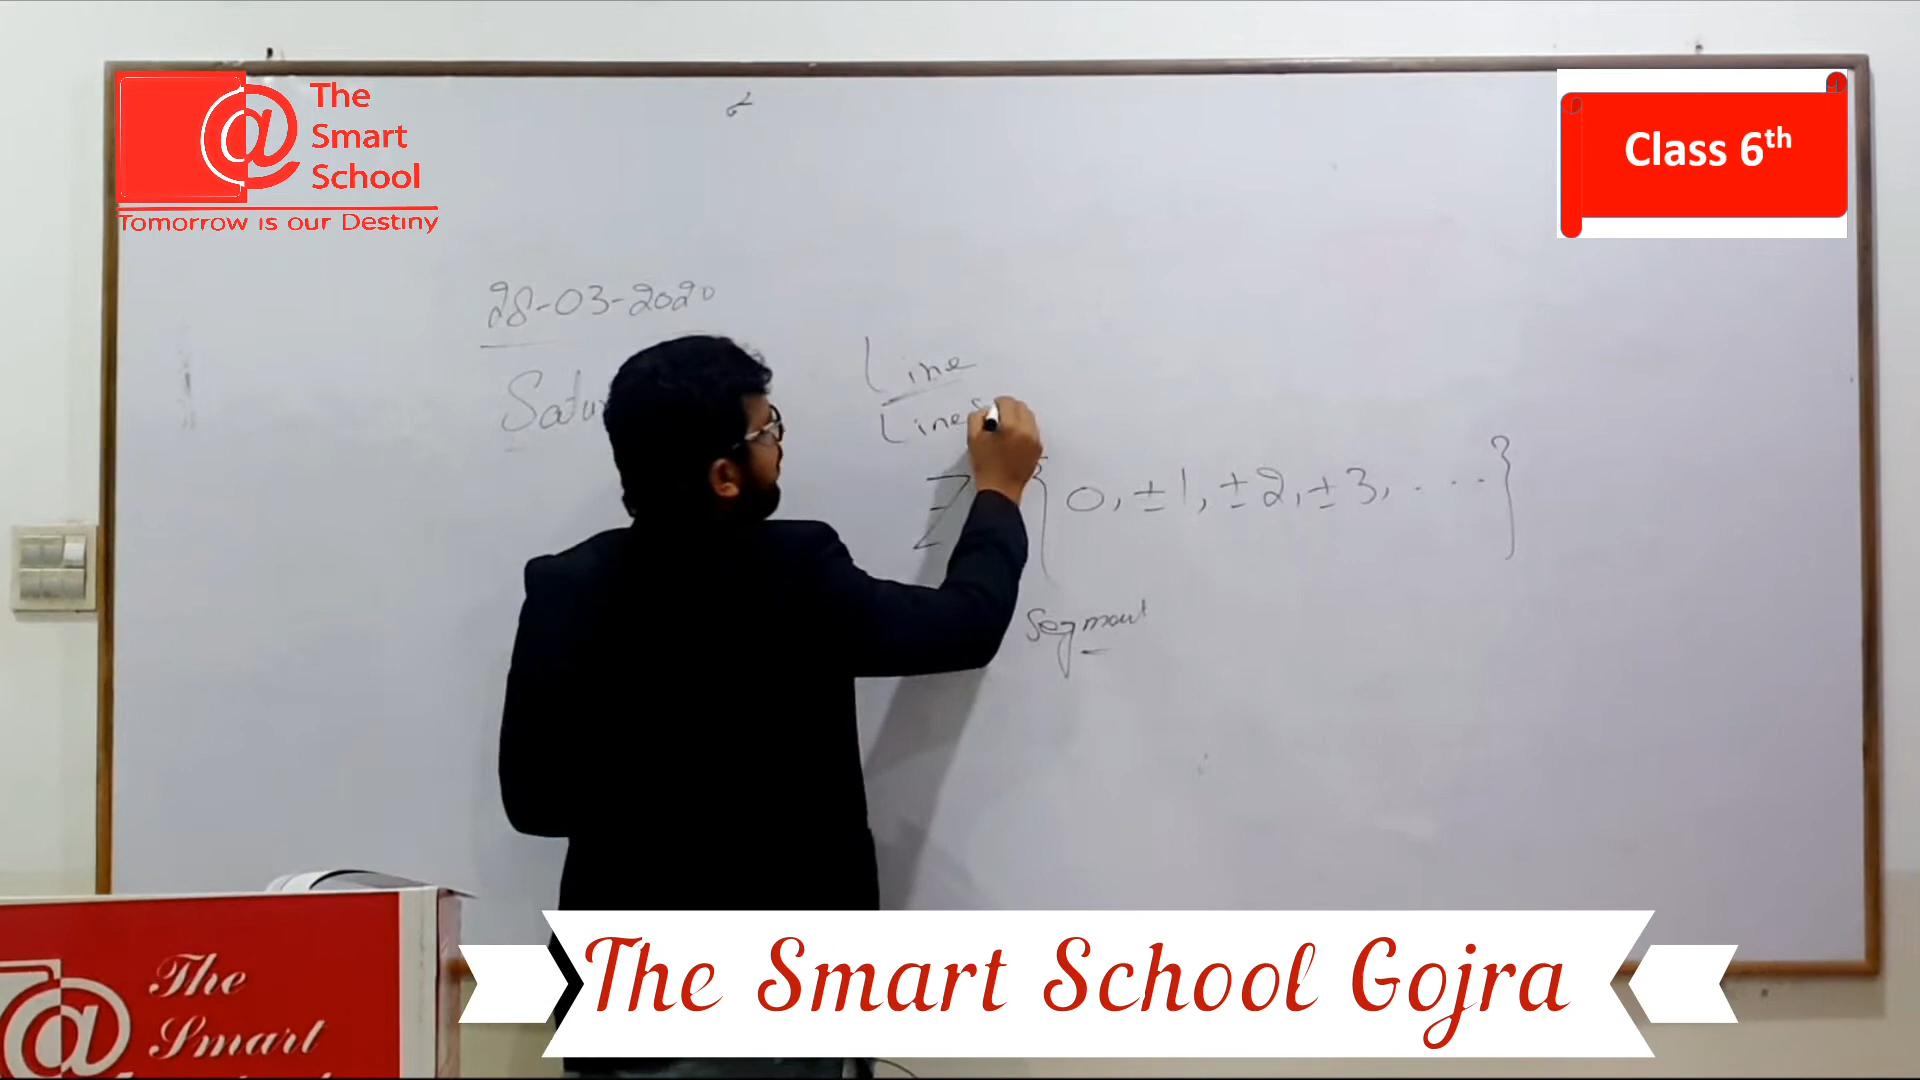 The
Smart
School
Tomorrow is our Destiny
Class 6th
28-03-2020
Line
Lines
Z { 0, ±1, ±2, ±3, . . . . }
Segment
The Smart School Gojra
The
Smart